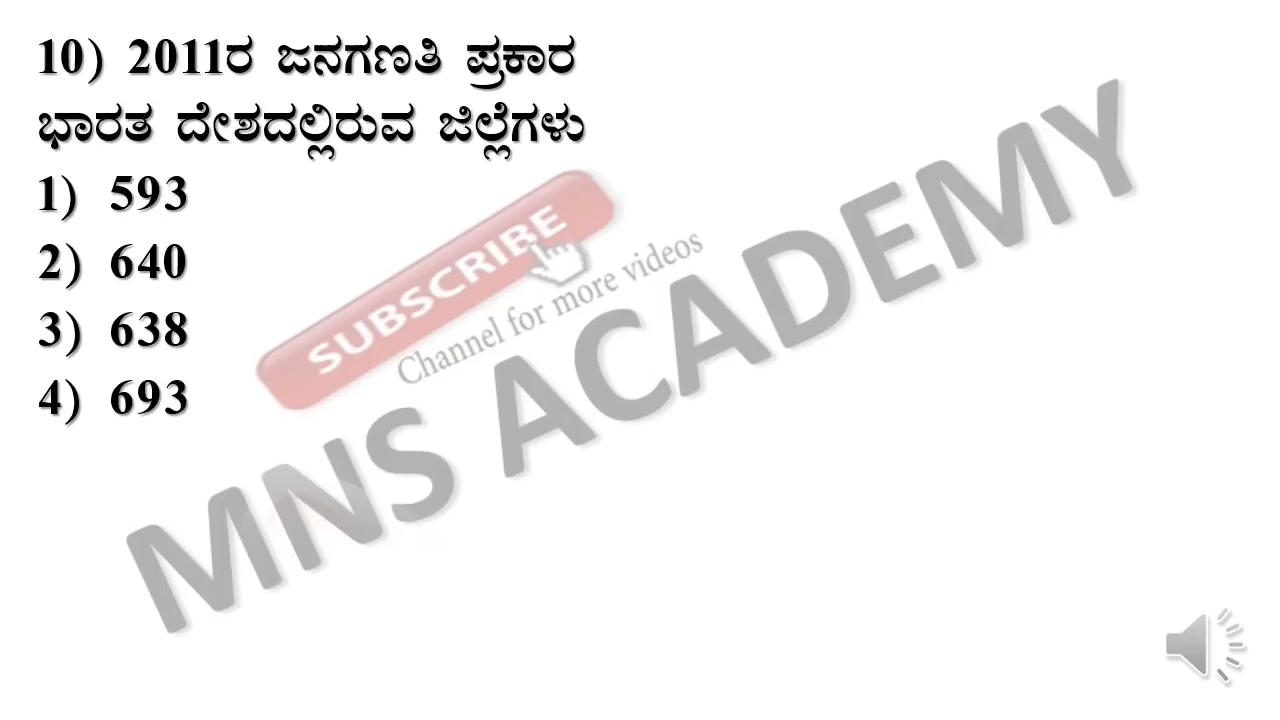 10) 2011ರ ಜನಗಣತಿ ಪ್ರಕಾರ
ಭಾರತ ದೇಶದಲ್ಲಿರುವ ಜಿಲ್ಲೆಗಳು
1) 593
2) 640
3) 638
4) 693
SUBSCRIBE
Channel for more videos
MNS ACADEMY